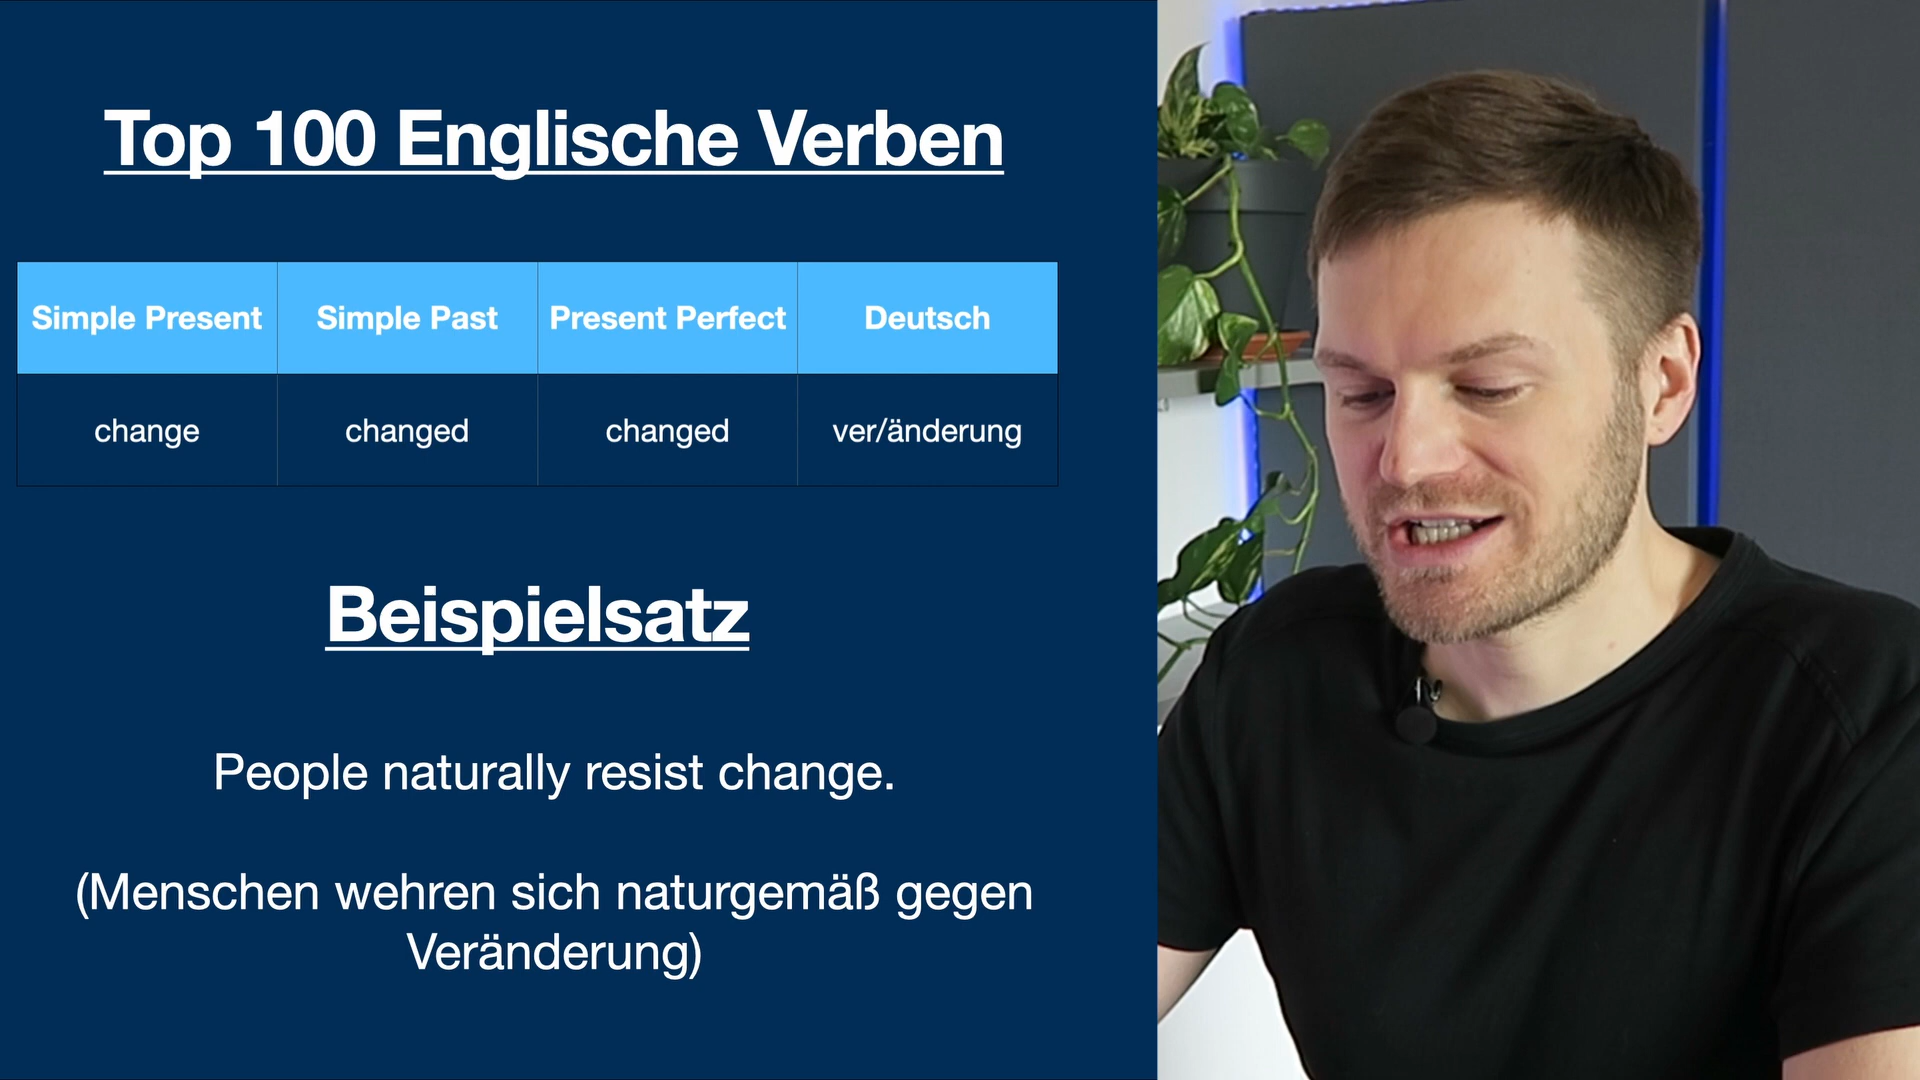 Top 100 Englische Verben
Simple Present Simple Past Present Perfect Deutsch
change changed changed ver/änderung
Beispielsatz
People naturally resist change.
(Menschen wehren sich naturgemäß gegen
Veränderung)